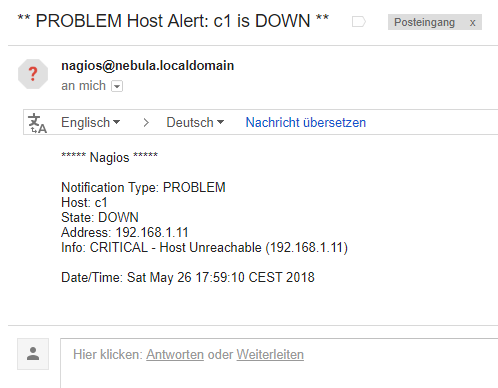 ** PROBLEM Host Alert: c1 is DOWN **
Posteingang x
nagios@nebula.localdomain
an mich
Englisch > Deutsch Nachricht übersetzen
***** Nagios *****
Notification Type: PROBLEM
Host: c1
State: DOWN
Address: 192.168.1.11
Info: CRITICAL - Host Unreachable (192.168.1.11)
Date/Time: Sat May 26 17:59:10 CEST 2018
Hier klicken: Antworten oder Weiterleiten